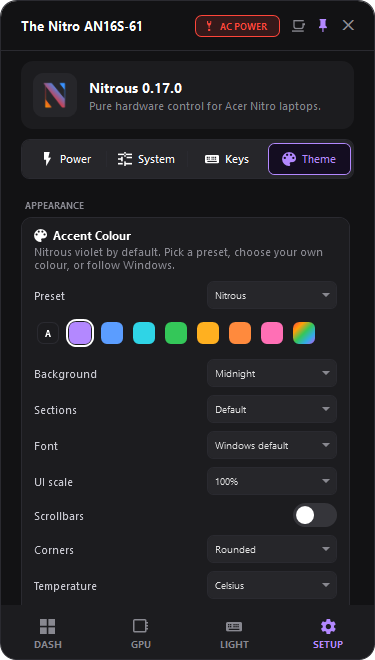 The Nitro AN16S-61
AC POWER
Nitrous 0.17.0
Pure hardware control for Acer Nitro laptops.
Power
System
Keys
Theme
APPEARANCE
Accent Colour
Nitrous violet by default. Pick a preset, choose your own
colour, or follow Windows.
Preset
Nitrous
A
Background
Midnight
Sections
Default
Font
Windows default
UI scale
100%
Scrollbars
Corners
Rounded
Temperature
Celsius
DASH
GPU
LIGHT
SETUP